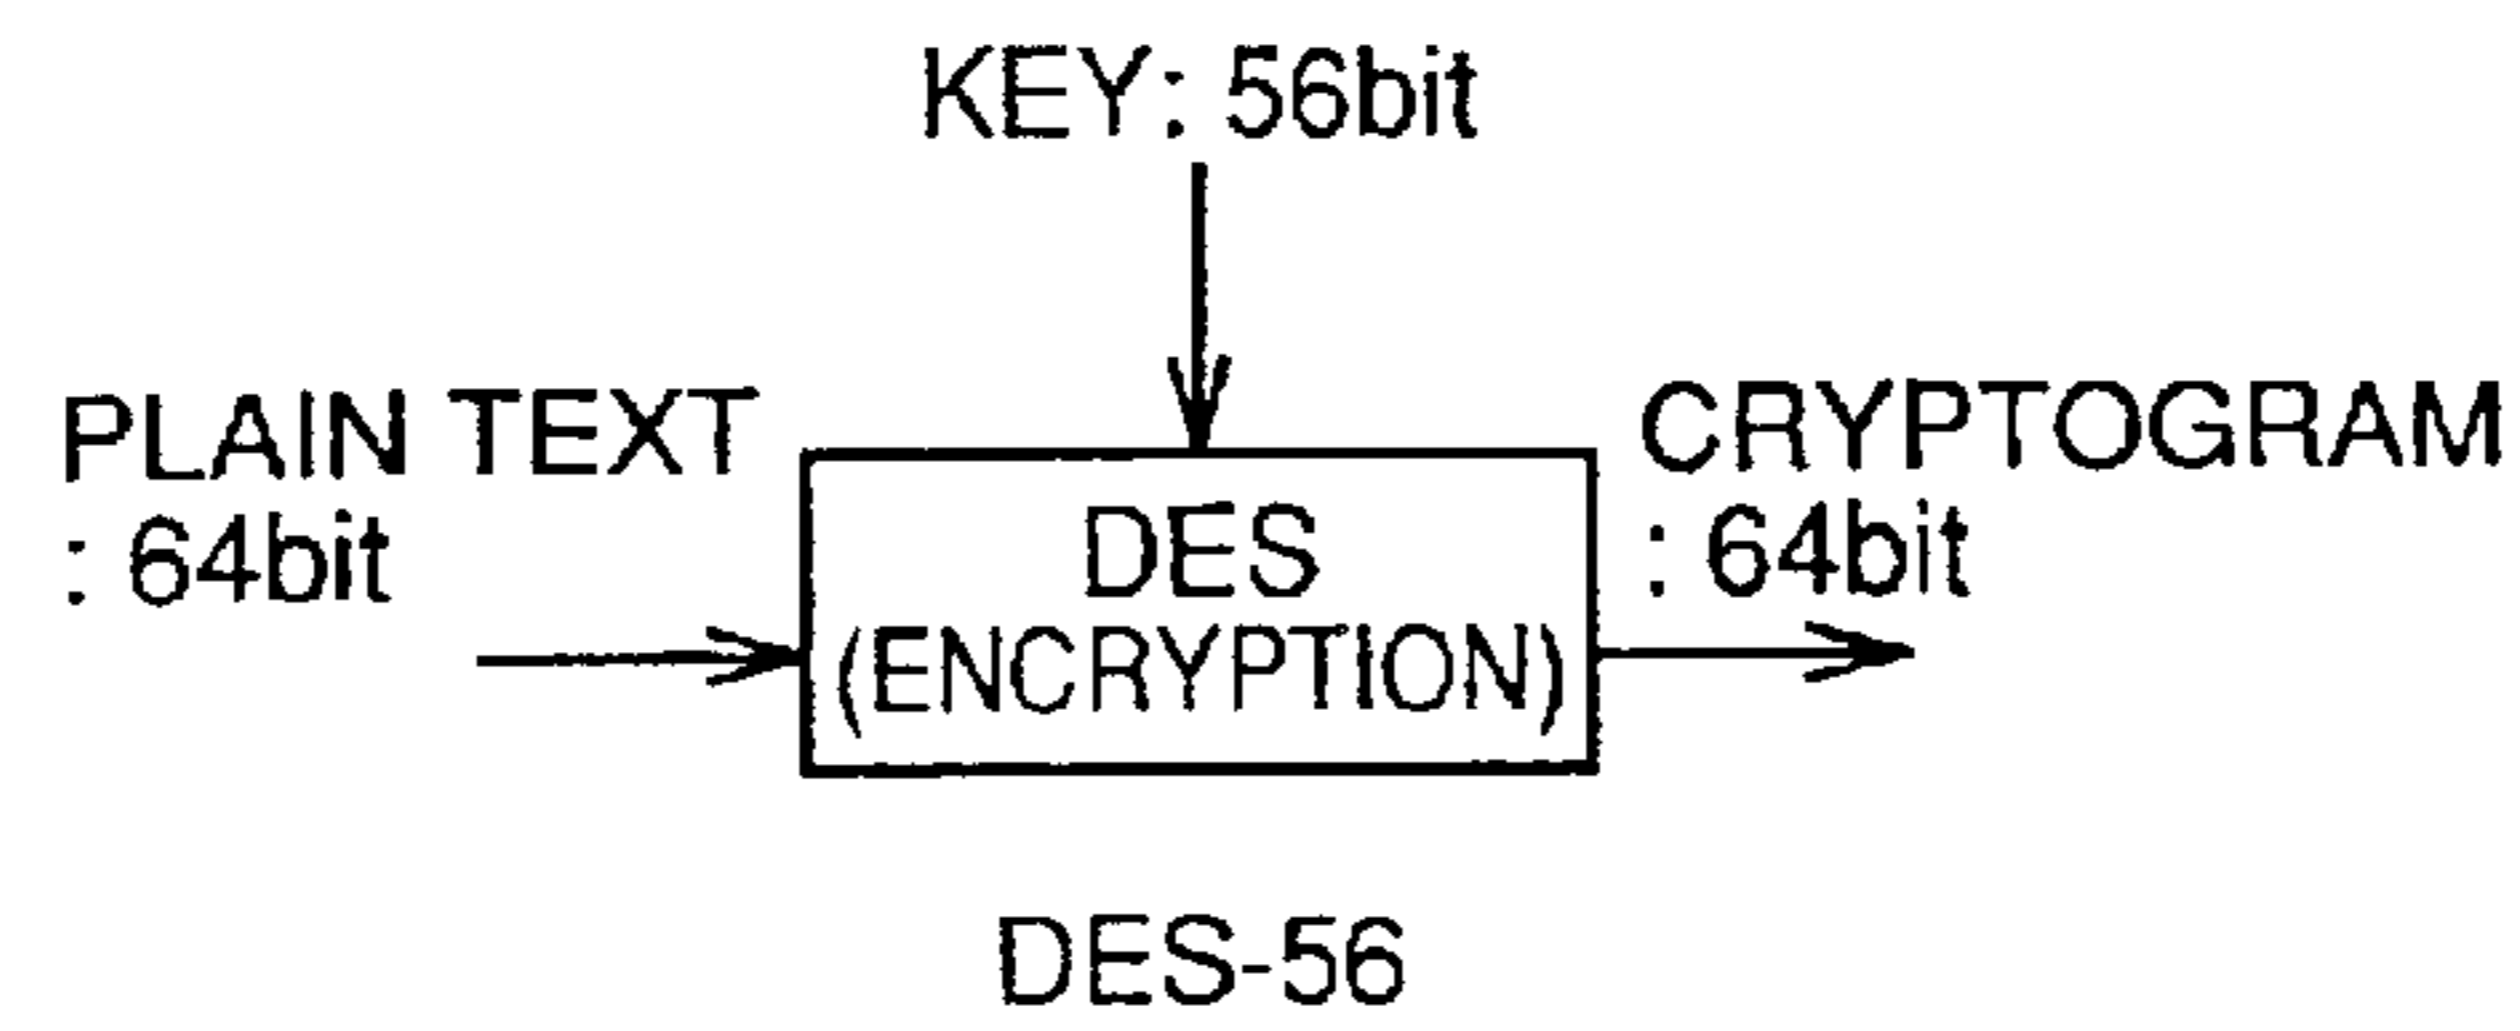 KEY: 56bit
PLAIN TEXT
: 64bit
DES
(ENCRYPTION)
CRYPTOGRAM
: 64bit
DES-56